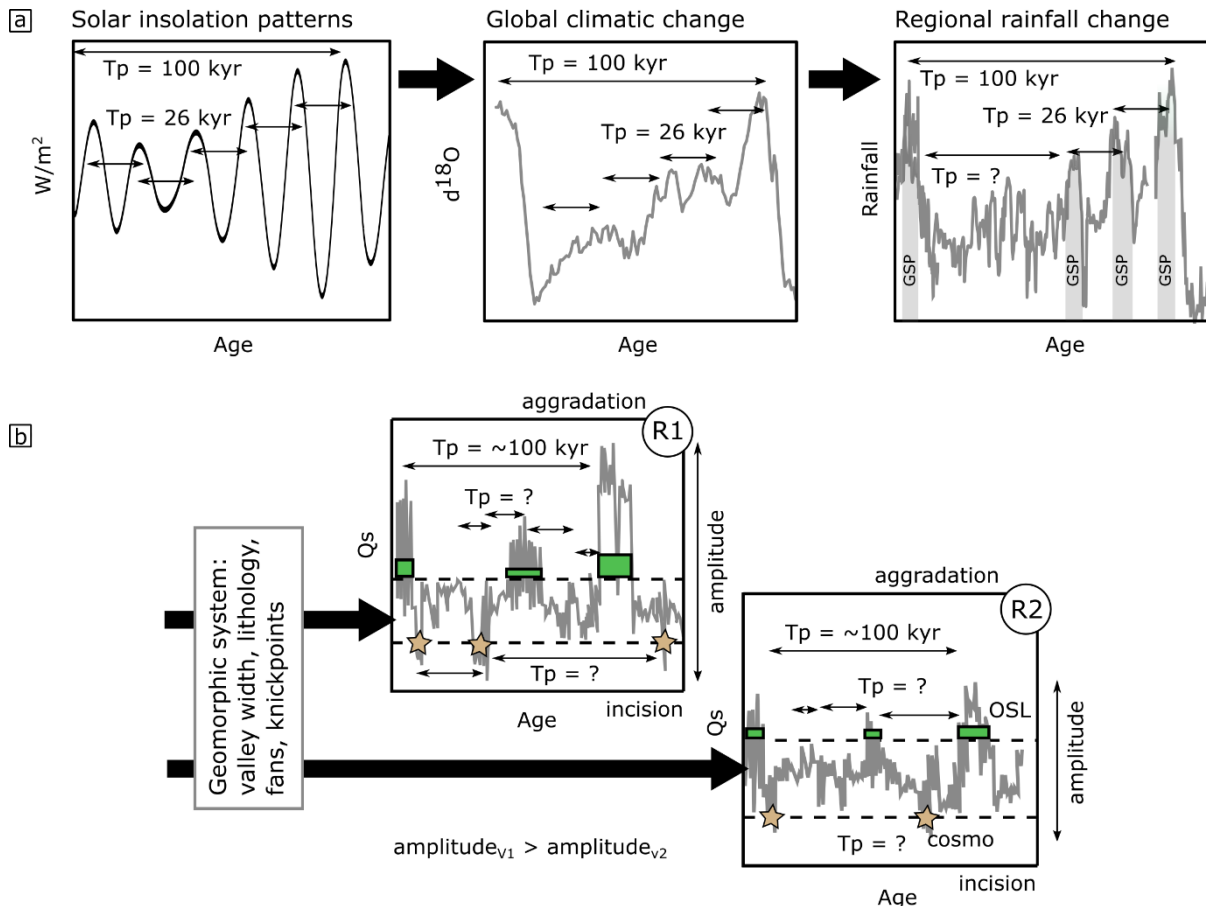 a
Solar insolation patterns
Global climatic change
Regional rainfall change
Tp = 100 kyr
Tp = 26 kyr
W/m²
Age
Tp = 100 kyr
Tp = 26 kyr
d¹⁸O
Age
Tp = 100 kyr
Tp = 26 kyr
Tp = ?
Rainfall
GSP
GSP
GSP
GSP
Age
b
Geomorphic system:
valley width, lithology,
fans, knickpoints
aggradation
R1
Tp = ~100 kyr
Tp = ?
Qs
amplitude
Tp = ?
Age
incision
aggradation
R2
Tp = ~100 kyr
Tp = ?
Qs
OSL
amplitude
Tp = ?
cosmo
Age
incision
amplitudeV1 > amplitudev2